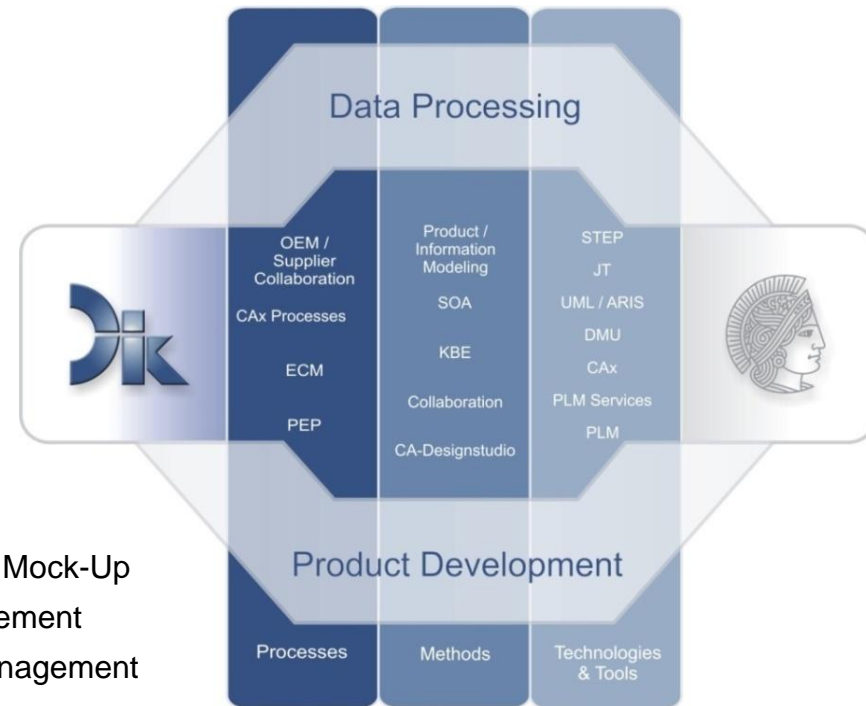 Data Processing
OEM /
Supplier
Collaboration
CAx Processes
ECM
PEP
Product /
Information
Modeling
SOA
KBE
Collaboration
CA-Designstudio
STEP
JT
UML / ARIS
DMU
CAx
PLM Services
PLM
Dik
Mock-Up
ement
nagement
Product Development
Processes
Methods
Technologies
& Tools